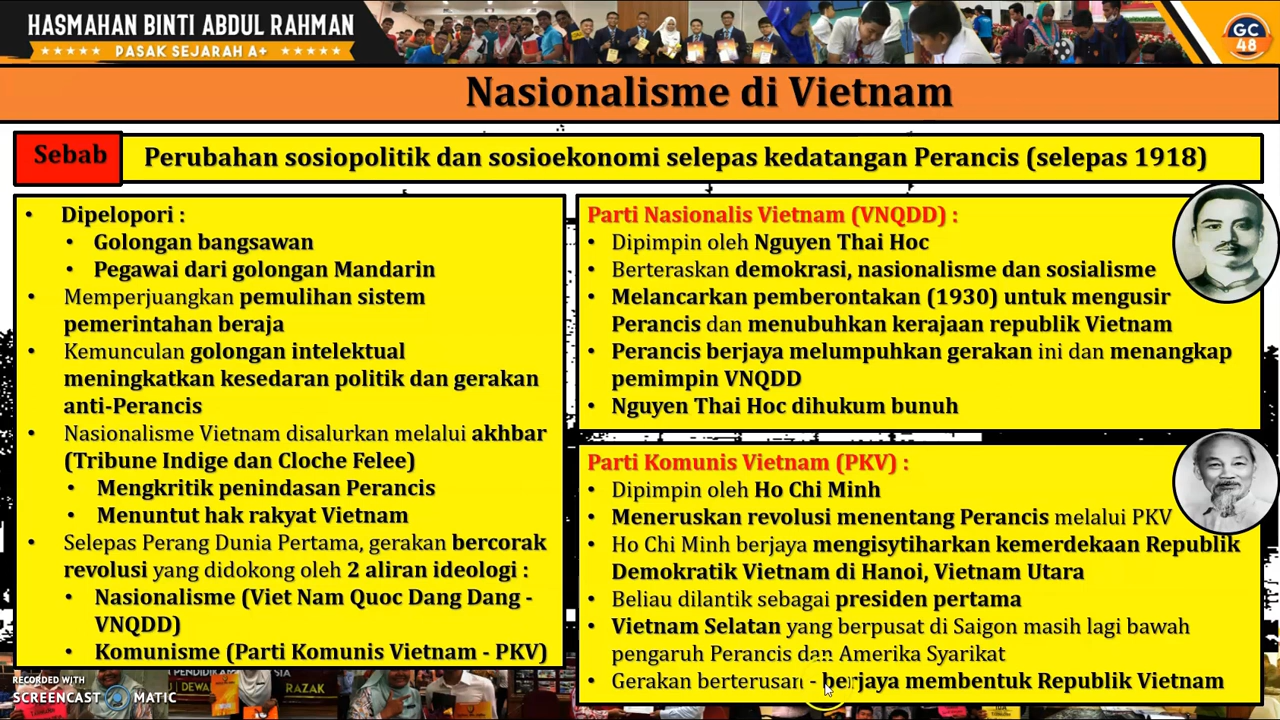 HASMAHAN BINTI ABDUL RAHMAN
PASAK SEJARAH A+
GC
48
Nasionalisme di Vietnam
Sebab
Perubahan sosiopolitik dan sosioekonomi selepas kedatangan Perancis (selepas 1918)
• Dipelopori :
• Golongan bangsawan
• Pegawai dari golongan Mandarin
• Memperjuangkan pemulihan sistem
pemerintahan beraja
• Kemunculan golongan intelektual
meningkatkan kesedaran politik dan gerakan
anti-Perancis
• Nasionalisme Vietnam disalurkan melalui akhbar
(Tribune Indige dan Cloche Felee)
• Mengkritik penindasan Perancis
• Menuntut hak rakyat Vietnam
• Selepas Perang Dunia Pertama, gerakan bercorak
revolusi yang didokong oleh 2 aliran ideologi :
• Nasionalisme (Viet Nam Quoc Dang Dang -
VNQDD)
• Komunisme (Parti Komunis Vietnam - PKV)
Parti Nasionalis Vietnam (VNQDD) :
• Dipimpin oleh Nguyen Thai Hoc
• Berteraskan demokrasi, nasionalisme dan sosialisme
• Melancarkan pemberontakan (1930) untuk mengusir
Perancis dan menubuhkan kerajaan republik Vietnam
• Perancis berjaya melumpuhkan gerakan ini dan menangkap
pemimpin VNQDD
• Nguyen Thai Hoc dihukum bunuh
Parti Komunis Vietnam (PKV) :
• Dipimpin oleh Ho Chi Minh
• Meneruskan revolusi menentang Perancis melalui PKV
• Ho Chi Minh berjaya mengisytiharkan kemerdekaan Republik
Demokratik Vietnam di Hanoi, Vietnam Utara
• Beliau dilantik sebagai presiden pertama
• Vietnam Selatan yang berpusat di Saigon masih lagi bawah
pengaruh Perancis dan Amerika Syarikat
• Gerakan berterusan - berjaya membentuk Republik Vietnam
RECORDED WITH
SCREENCAST MATIC
RAZAK